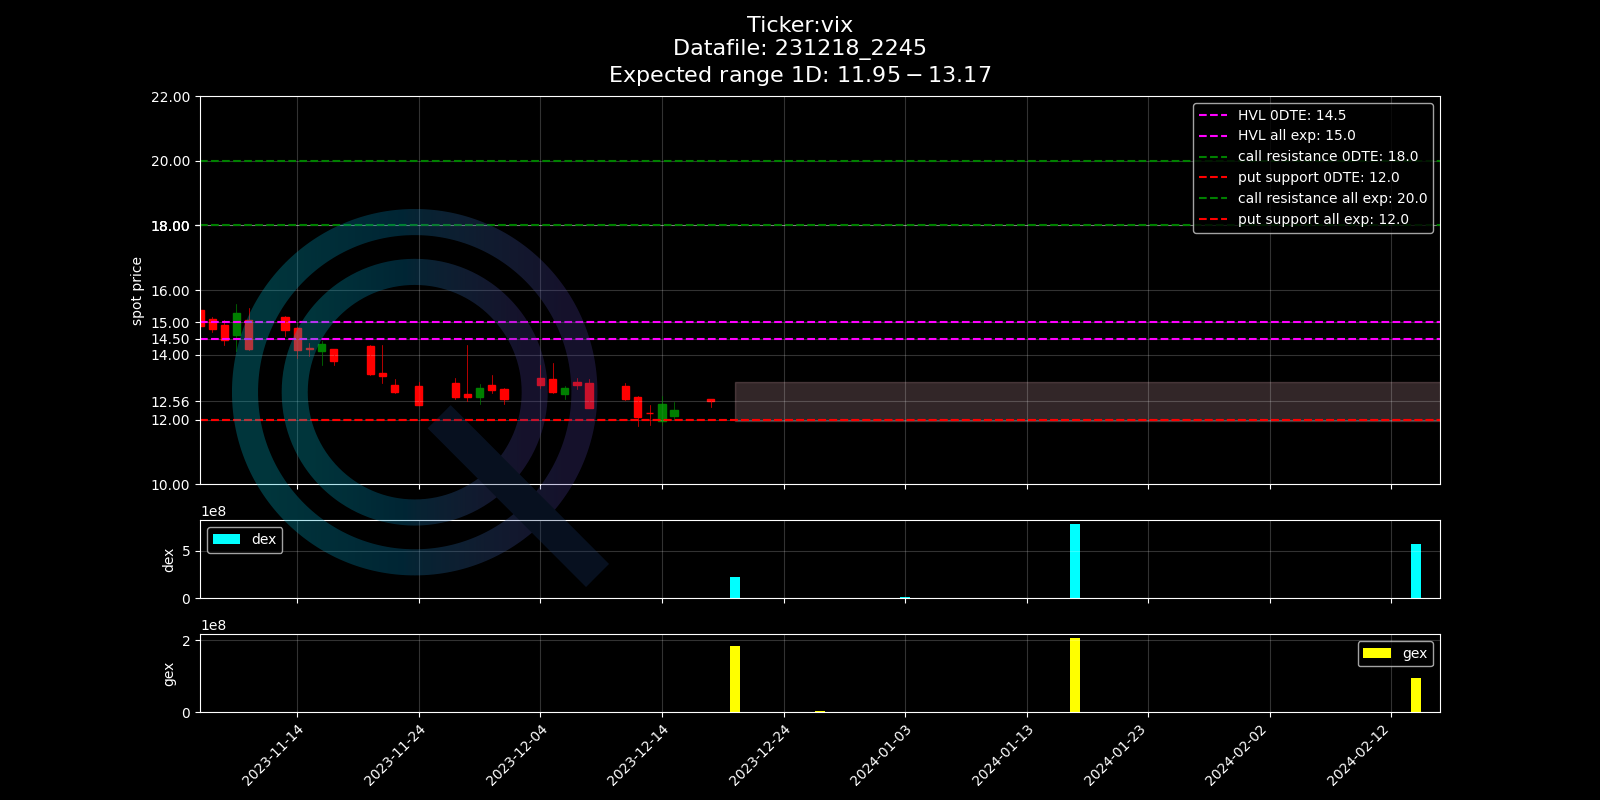 Ticker:vix
Datafile: 231218_2245
Expected range 1D: 11.95 − 13.17
22.00
20.00
18.00
16.00
15.00
14.50
14.00
12.56
12.00
10.00
spot price
HVL 0DTE: 14.5
HVL all exp: 15.0
call resistance 0DTE: 18.0
put support 0DTE: 12.0
call resistance all exp: 20.0
put support all exp: 12.0
1e8
5
0
dex
dex
1e8
2
0
gex
gex
2023-11-14
2023-11-24
2023-12-04
2023-12-14
2023-12-24
2024-01-03
2024-01-13
2024-01-23
2024-02-02
2024-02-12